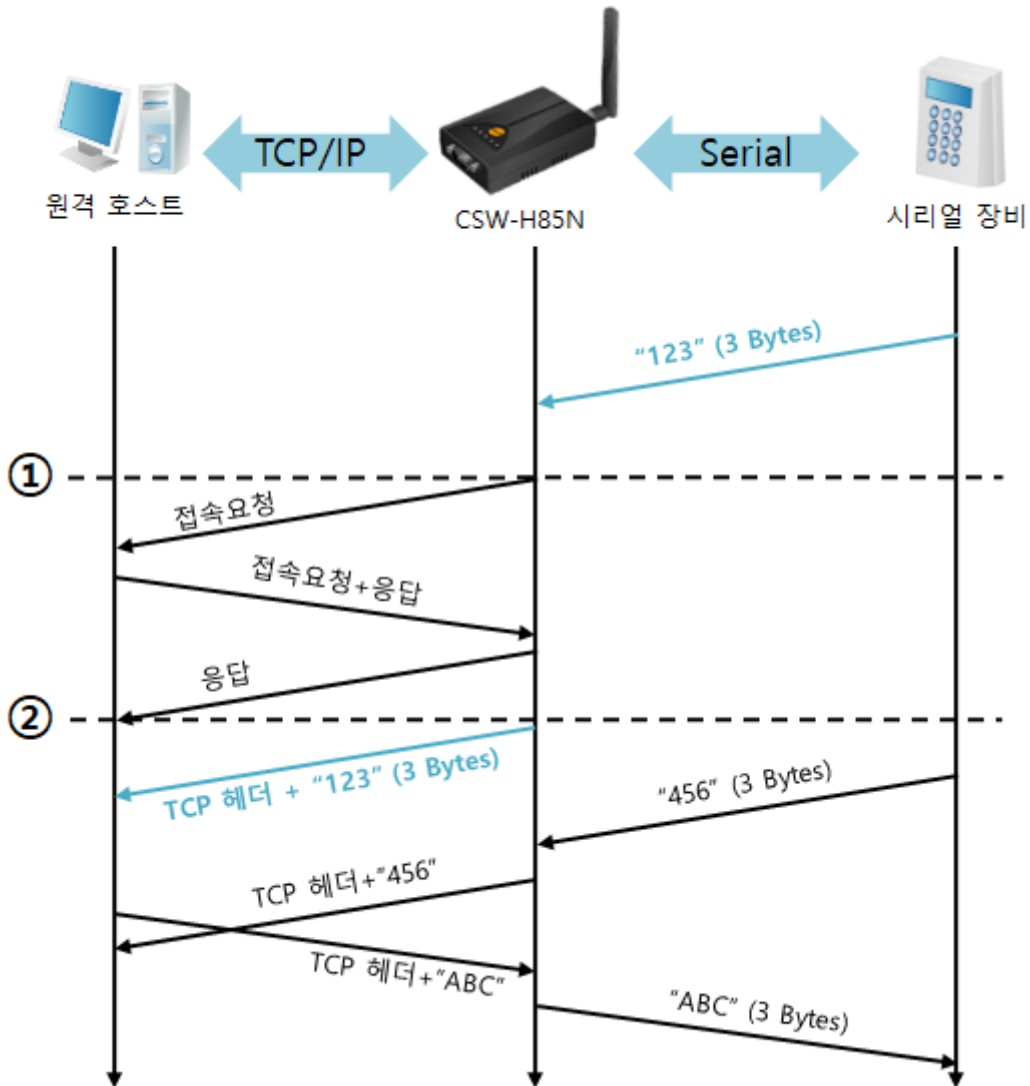 TCP/IP
Serial
원격 호스트
CSW-H85N
시리얼 장비
“123” (3 Bytes)
①
접속요청
접속요청+응답
응답
②
TCP 헤더 + “123” (3 Bytes)
“456” (3 Bytes)
TCP 헤더+“456”
TCP 헤더+“ABC”
“ABC” (3 Bytes)